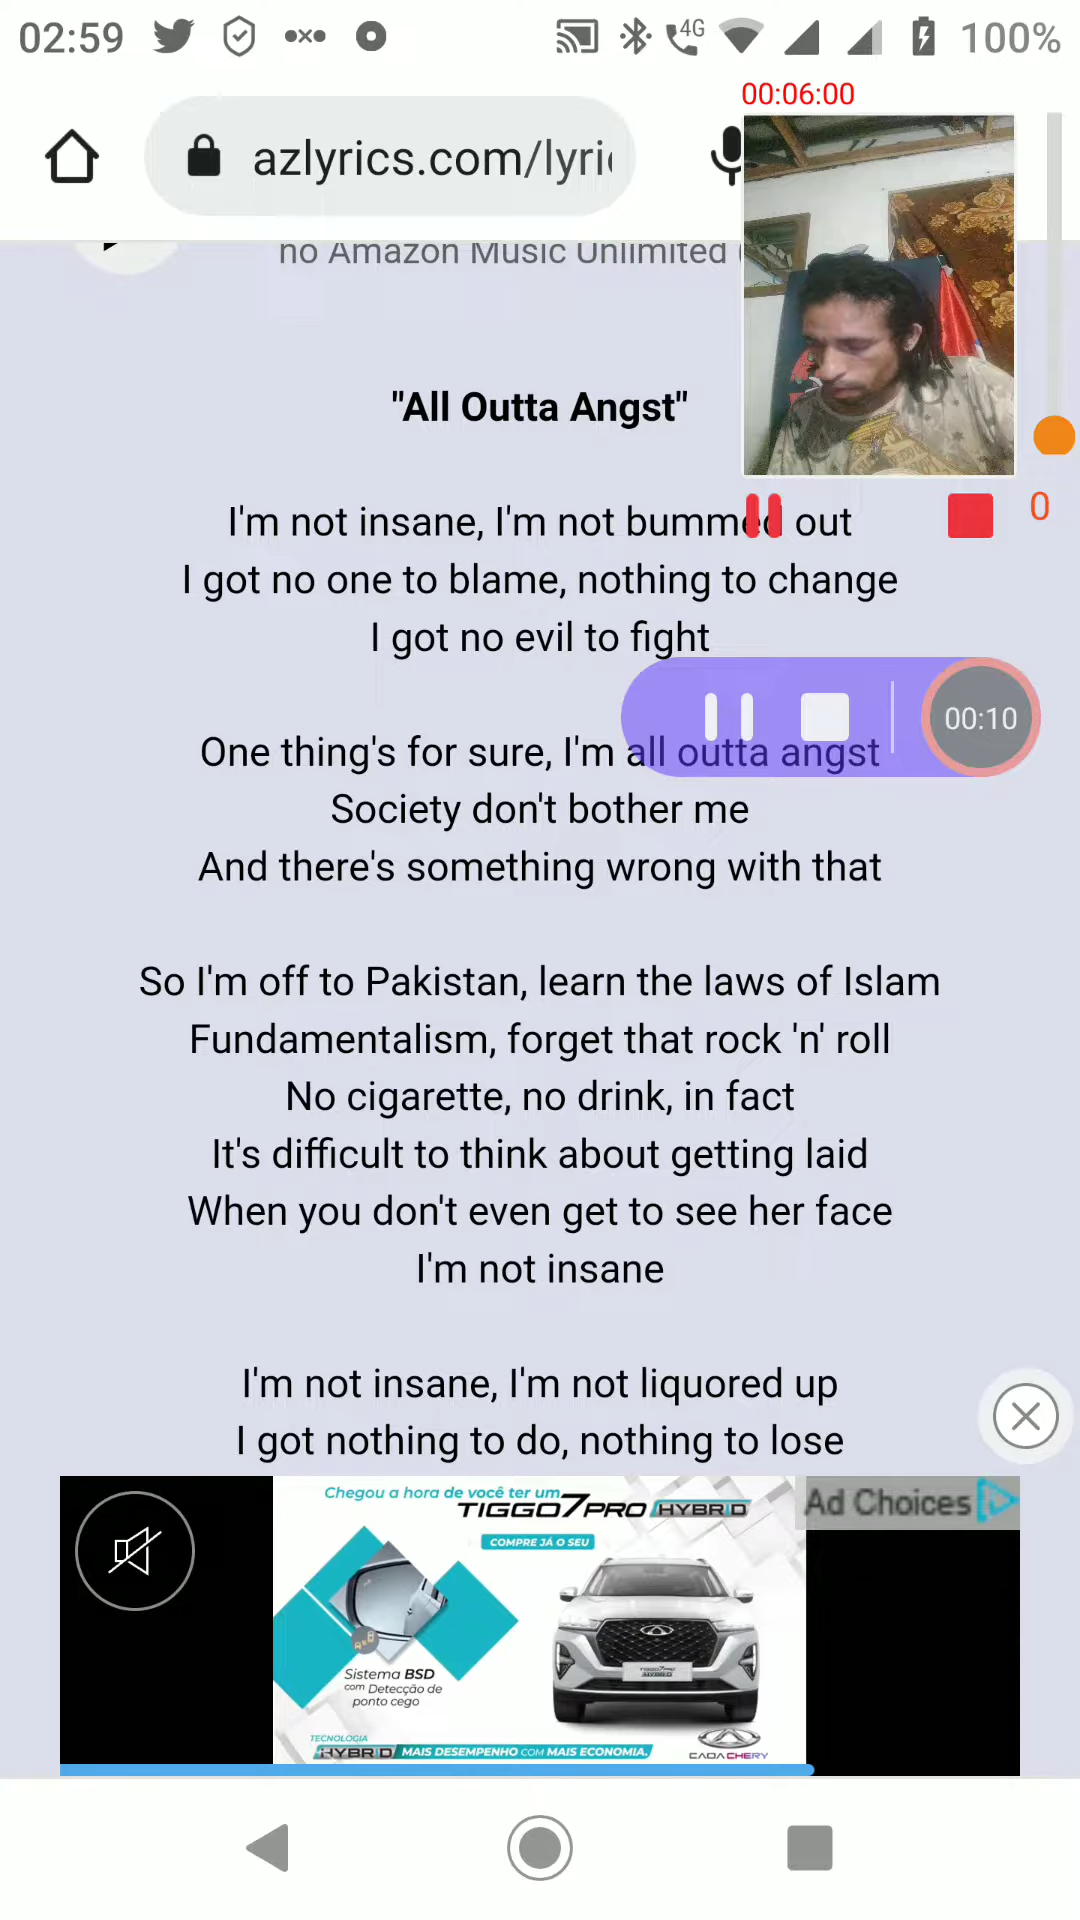 02:59
4G
100%
00:06:00
azlyrics.com/lyri
no Amazon Music Unlimited
"All Outta Angst"
I'm not insane, I'm not bummed out
0
I got no one to blame, nothing to change
I got no evil to fight
00:10
One thing's for sure, I'm all outta angst
Society don't bother me
And there's something wrong with that
So I'm off to Pakistan, learn the laws of Islam
Fundamentalism, forget that rock 'n' roll
No cigarette, no drink, in fact
It's difficult to think about getting laid
When you don't even get to see her face
I'm not insane
I'm not insane, I'm not liquored up
I got nothing to do, nothing to lose
Chegou a hora de você ter um
TIGGO7PRO HYBRID
Ad Choices
COMPRE JÁ O SEU
Sistema BSD
com Detecção de
ponto cego
TIGGO7PRO
HYBRID
TECNOLOGIA
HYBRID MAIS DESEMPENHO COM MAIS ECONOMIA.
CAOA CHERY